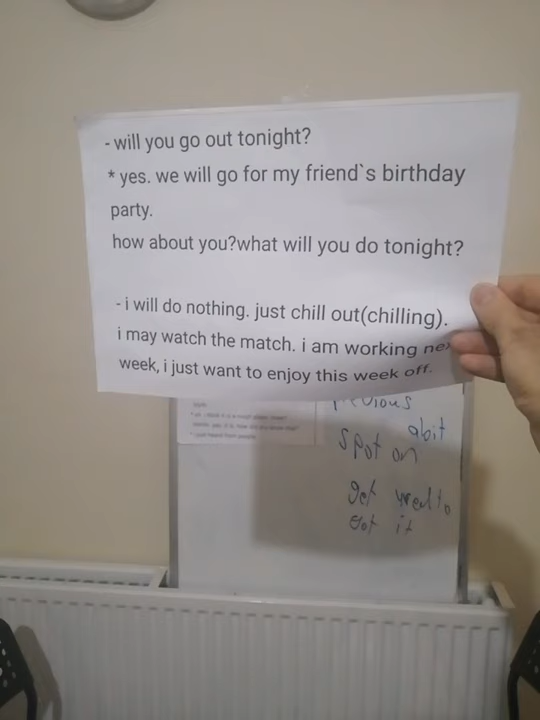 - will you go out tonight?
* yes. we will go for my friend`s birthday
party.
how about you?what will you do tonight?
- i will do nothing. just chill out(chilling).
i may watch the match. i am working
week, i just want to enjoy this week off.
previous
abit
spot on
get
got it